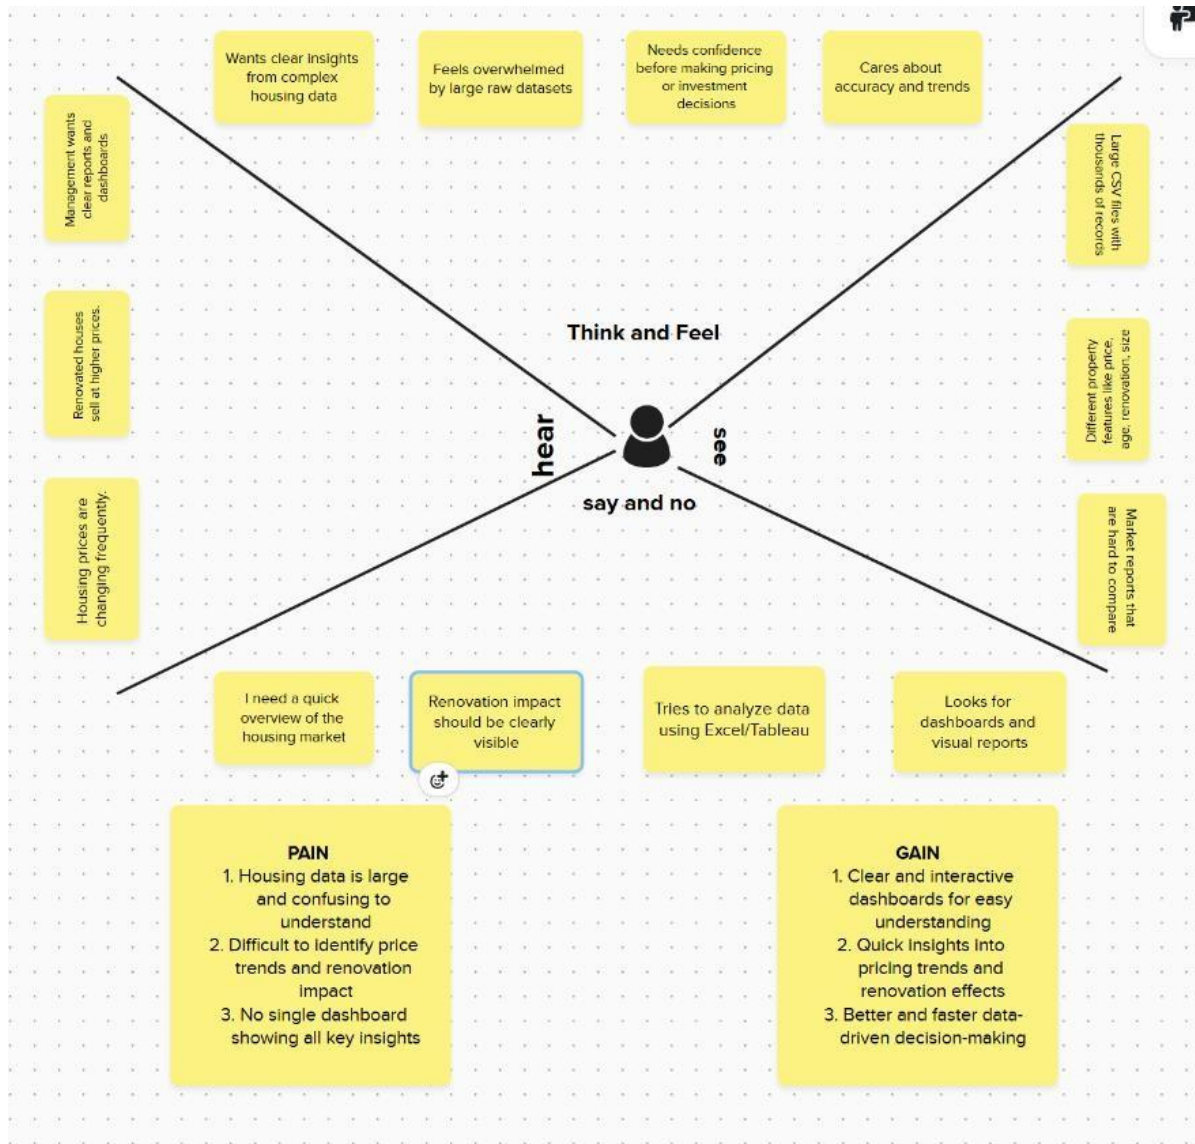 Wants clear insights
from complex
housing data
Feels overwhelmed
by large raw datasets
Needs confidence
before making pricing
or investment
decisions
Cares about
accuracy and trends
Management wants
clear reports and
dashboards
Renovated houses
sell at higher prices.
Housing prices are
changing frequently.
Large CSV files with
thousands of records
Different property
features like price,
age, renovation, size
Market reports that
are hard to compare
Think and Feel
hear
see
say and no
I need a quick
overview of the
housing market
Renovation impact
should be clearly
visible
Tries to analyze data
using Excel/Tableau
Looks for
dashboards and
visual reports
PAIN
1. Housing data is large
and confusing to
understand
2. Difficult to identify price
trends and renovation
impact
3. No single dashboard
showing all key insights
GAIN
1. Clear and interactive
dashboards for easy
understanding
2. Quick insights into
pricing trends and
renovation effects
3. Better and faster data-
driven decision-making